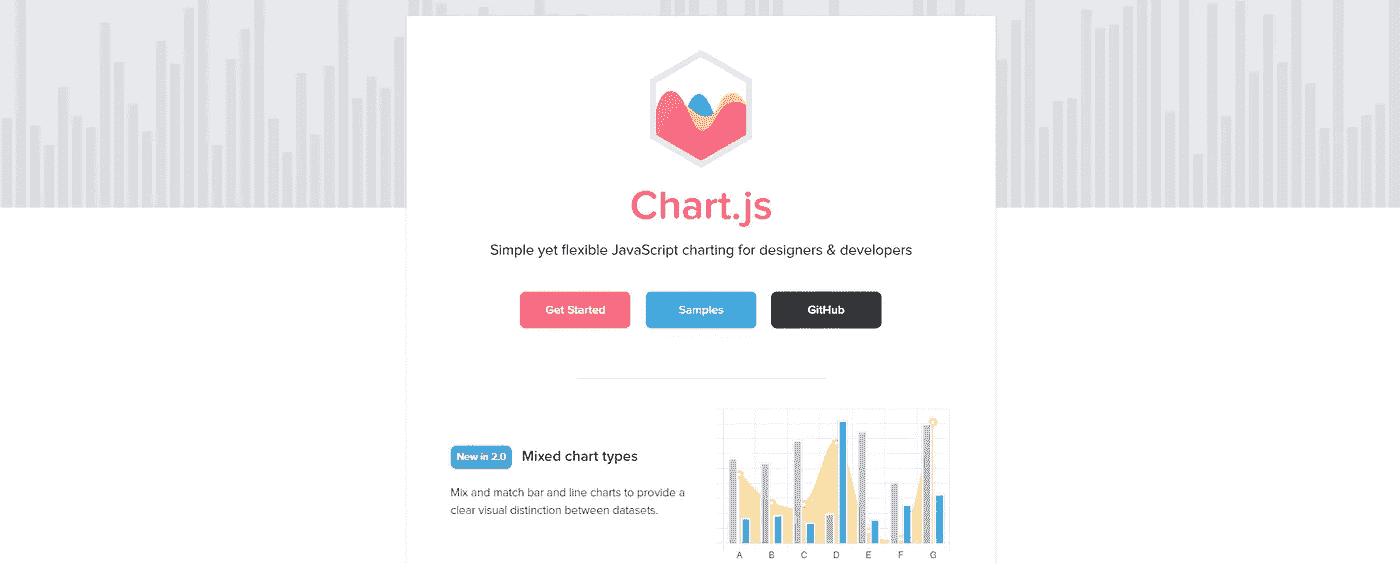 Chart.js
Simple yet flexible JavaScript charting for designers & developers
Get Started
Samples
GitHub
New in 2.0
Mixed chart types
Mix and match bar and line charts to provide a
clear visual distinction between datasets.
A B C D E F G